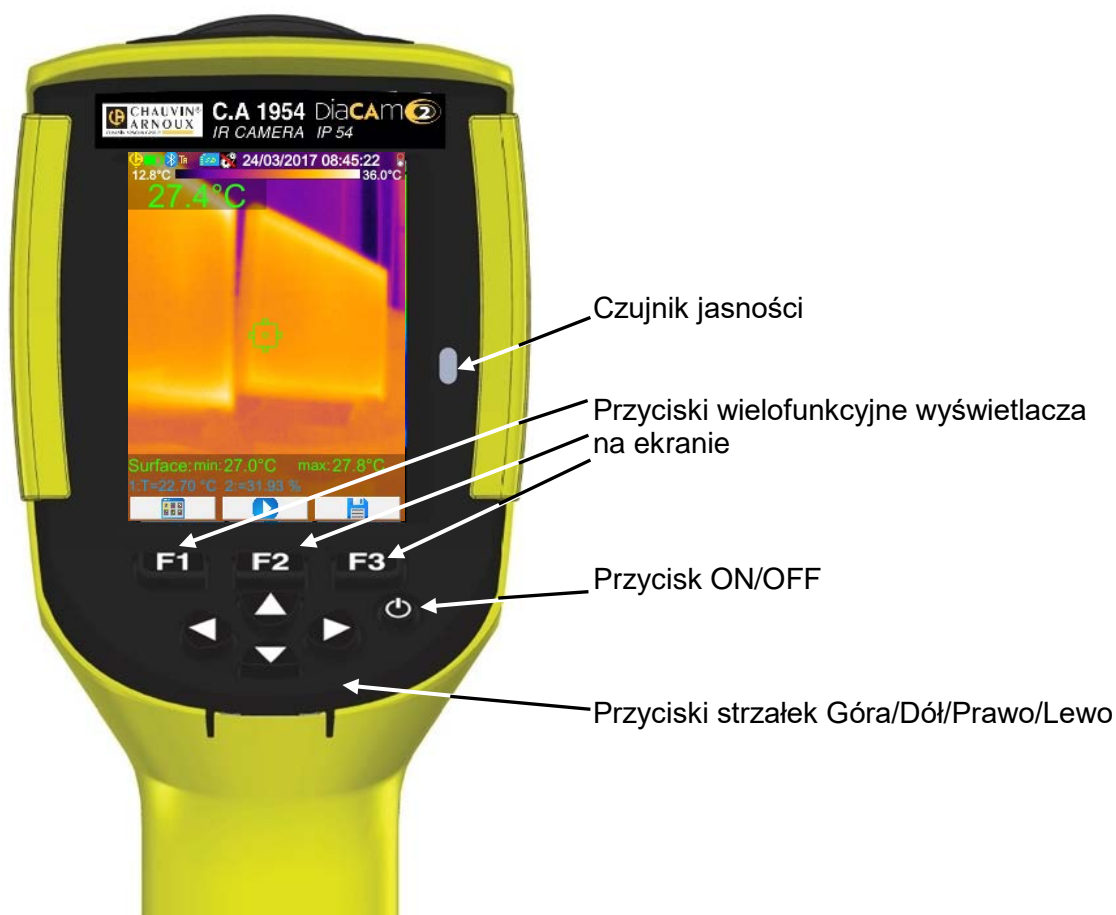 CHAUVIN®
ARNOUX
C.A 1954 DiaCAm 2
IR CAMERA IP 54
TR 24/03/2017 08:45:22
12.8°C 36.0°C
27.4°C
Surface: min: 27.0°C max: 27.8°C
1:T=22.70 °C 2:=31.93 %
F1 F2 F3
Czujnik jasności
Przyciski wielofunkcyjne wyświetlacza
na ekranie
Przycisk ON/OFF
Przyciski strzałek Góra/Dół/Prawo/Lewo